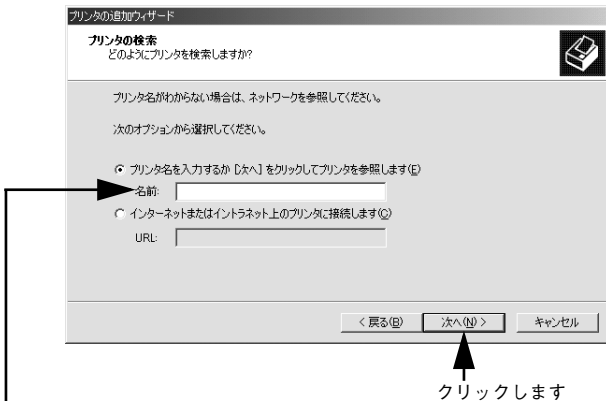 プリンタの追加ウィザード
プリンタの検索
どのようにプリンタを検索しますか?
プリンタ名がわからない場合は、ネットワークを参照してください。
次のオプションから選択してください。
プリンタ名を入力するか [次へ] をクリックしてプリンタを参照します(E)
名前:
インターネットまたはイントラネット上のプリンタに接続します(C)
URL:
< 戻る(B) 次へ(N) > キャンセル
クリックします